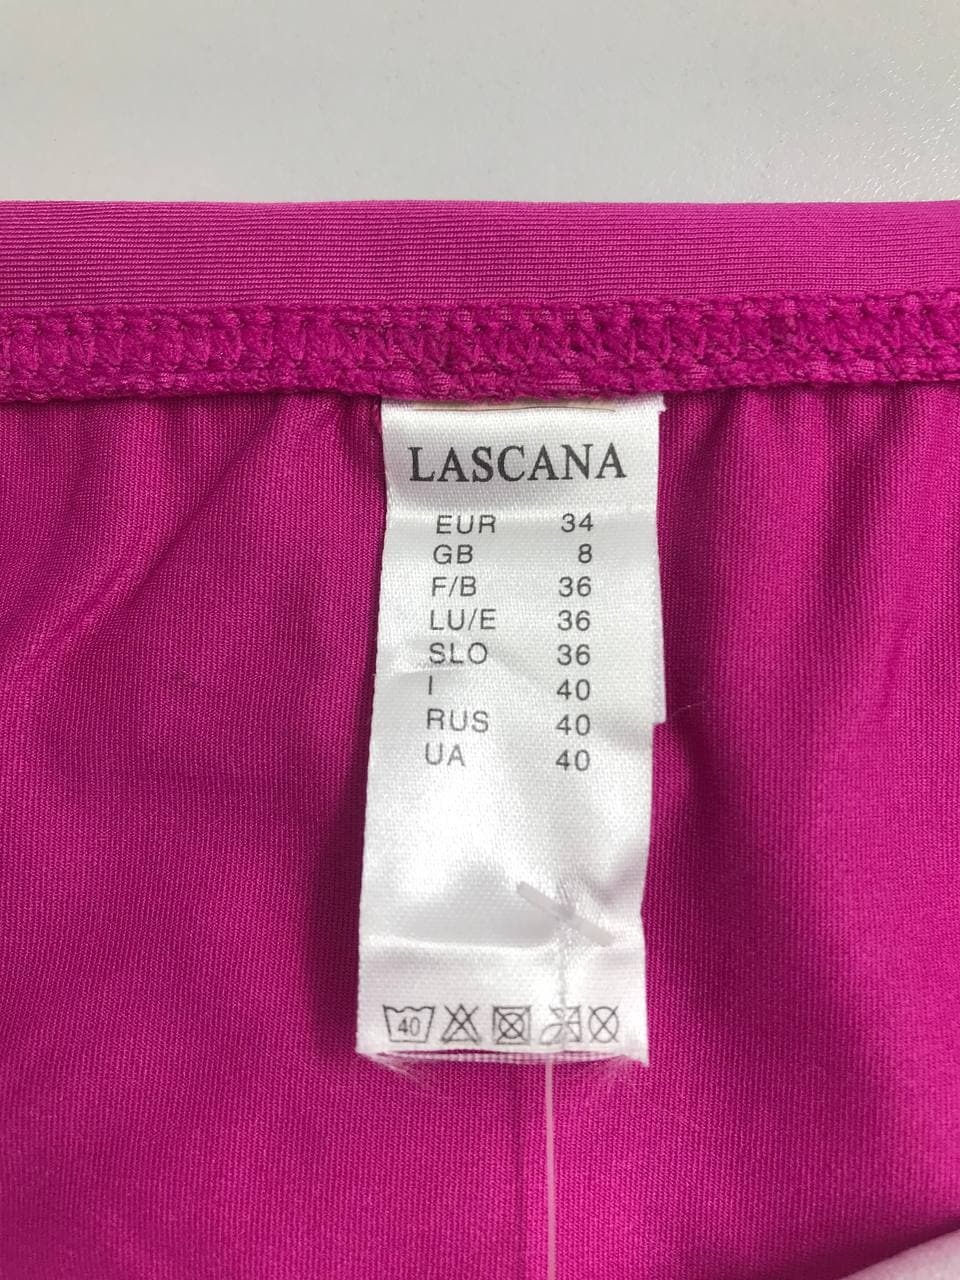 LASCANA
EUR 34
GB 8
F/B 36
LU/E 36
SLO 36
I 40
RUS 40
UA 40
40